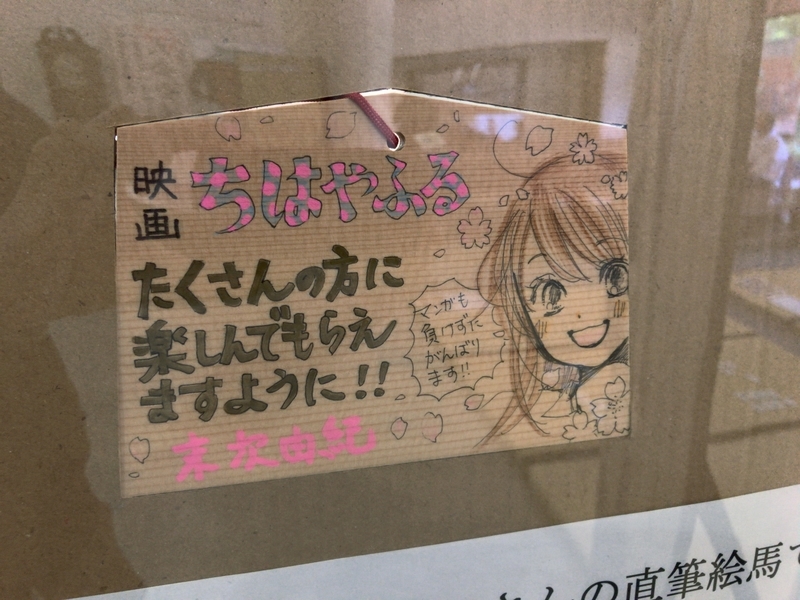 映画
ちはやふる
たくさんの方に
楽しんでもらえ
ますように!!
マンガも
負けずに
がんばり
ます!!
末次由紀
さんの直筆絵馬で